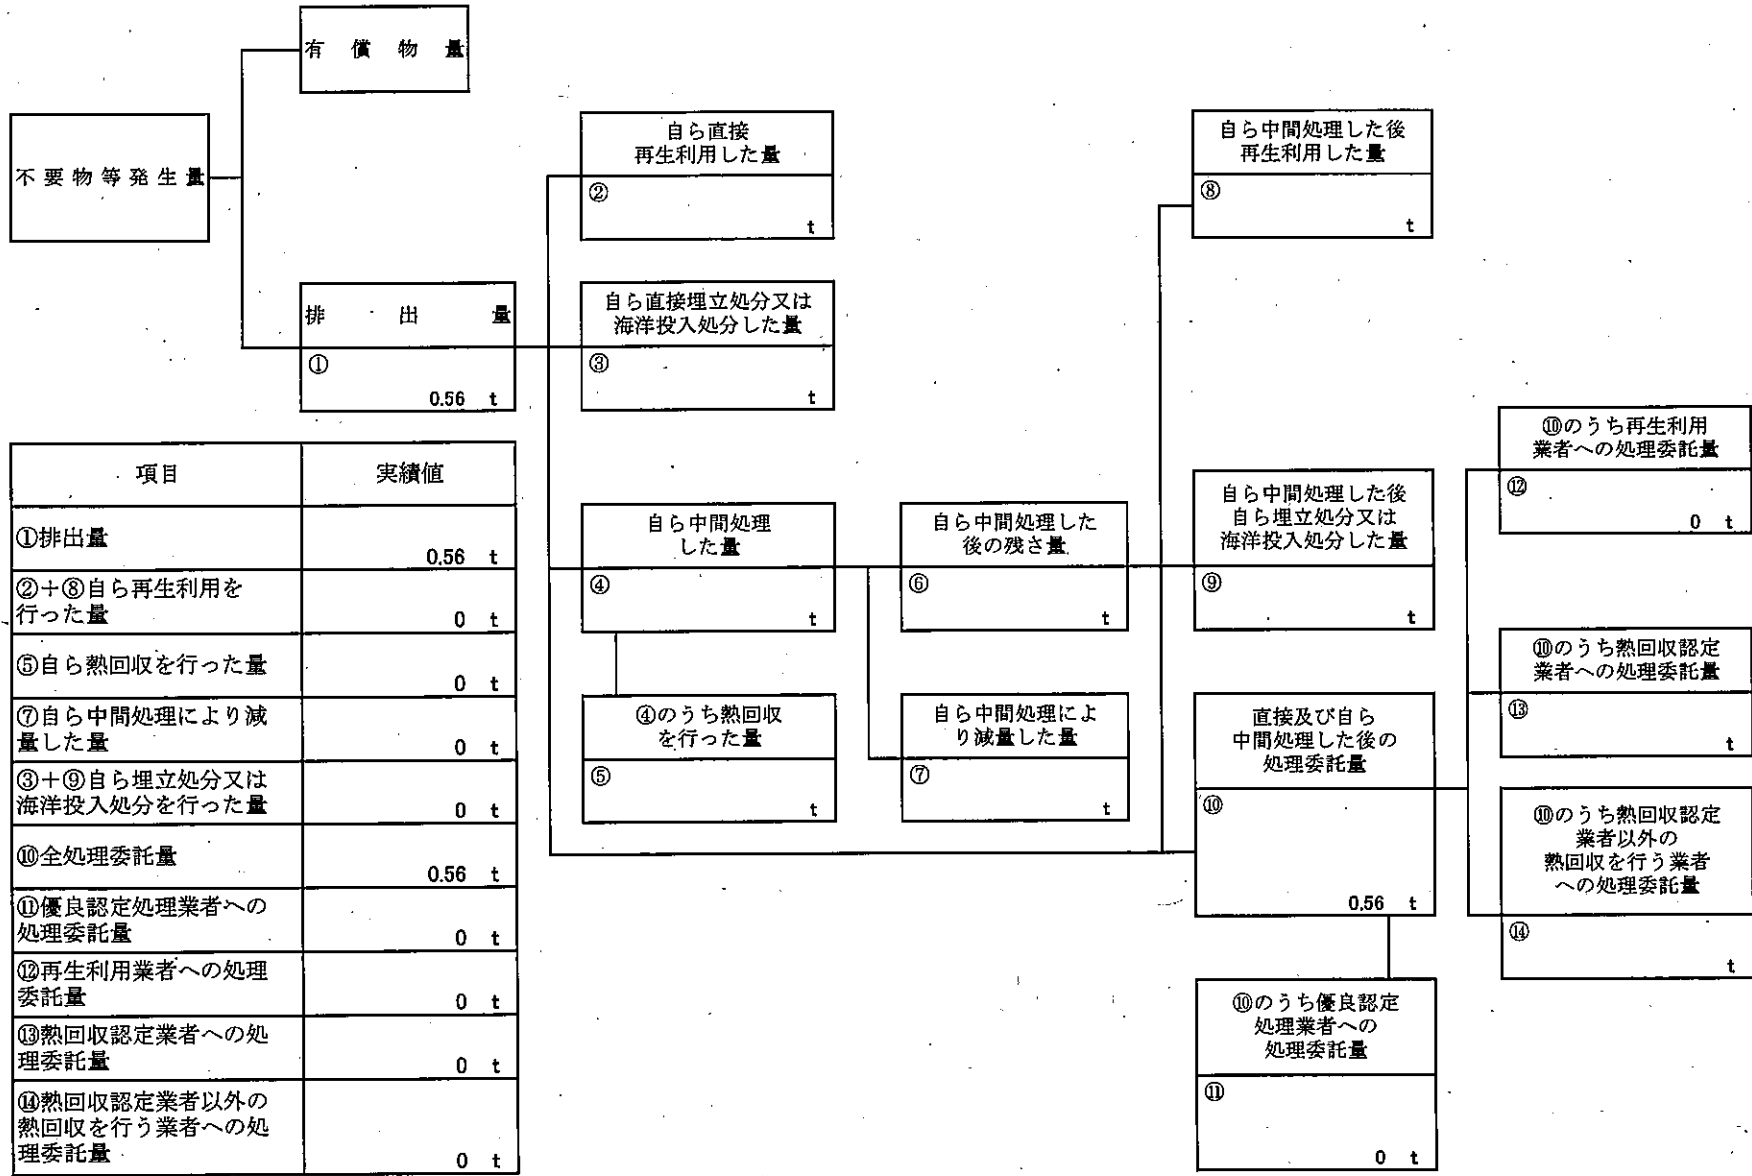 有償物量
不要物等発生量
排出量
①
0.56 t
自ら直接
再生利用した量
②
t
自ら直接埋立処分又は
海洋投入処分した量
③
t
自ら中間処理
した量
④
t
④のうち熱回収
を行った量
⑤
t
自ら中間処理した
後の残さ量
⑥
t
自ら中間処理によ
り減量した量
⑦
t
自ら中間処理した後
再生利用した量
⑧
t
自ら中間処理した後
自ら埋立処分又は
海洋投入処分した量
⑨
t
直接及び自ら
中間処理した後の
処理委託量
⑩
0.56 t
⑩のうち優良認定
処理業者への
処理委託量
⑪
0 t
⑩のうち再生利用
業者への処理委託量
⑫
0 t
⑩のうち熱回収認定
業者への処理委託量
⑬
t
⑩のうち熱回収認定
業者以外の
熱回収を行う業者
への処理委託量
⑭
t
項目 実績値
①排出量
0.56 t
②+⑧自ら再生利用を
行った量
0 t
⑤自ら熱回収を行った量
0 t
⑦自ら中間処理により減
量した量
0 t
③+⑨自ら埋立処分又は
海洋投入処分を行った量
0 t
⑩全処理委託量
0.56 t
⑪優良認定処理業者への
処理委託量
0 t
⑫再生利用業者への処理
委託量
0 t
⑬熱回収認定業者への処
理委託量
0 t
⑭熱回収認定業者以外の
熱回収を行う業者への処
理委託量
0 t